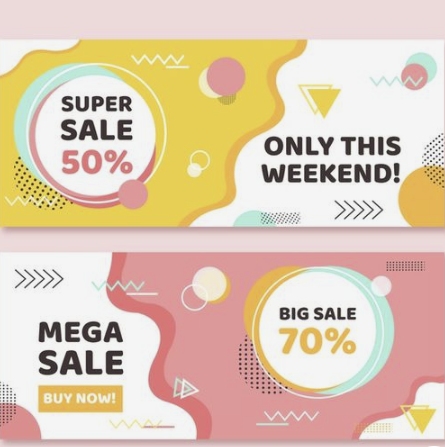 SUPER
SALE
50%
ONLY THIS
WEEKEND!
MEGA
SALE
BUY NOW!
BIG SALE
70%